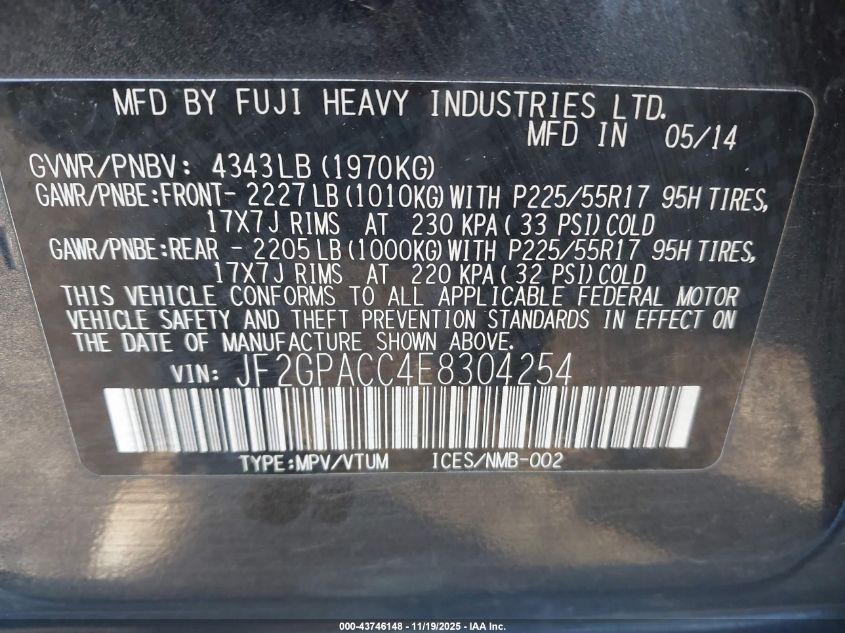 MFD BY FUJI HEAVY INDUSTRIES LTD.
MFD IN 05/14
GVWR/PNBV: 4343LB (1970KG)
GAWR/PNBE:FRONT- 2227 LB (1010KG) WITH P225/55R17 95H TIRES,
17X7J RIMS AT 230 KPA ( 33 PSI) COLD
GAWR/PNBE:REAR - 2205 LB (1000KG) WITH P225/55R17 95H TIRES,
17X7J RIMS AT 220 KPA ( 32 PSI) COLD
THIS VEHICLE CONFORMS TO ALL APPLICABLE FEDERAL MOTOR
VEHICLE SAFETY AND THEFT PREVENTION STANDARDS IN EFFECT ON
THE DATE OF MANUFACTURE SHOWN ABOVE.
VIN: JF2GPACC4E8304254
TYPE:MPV/VTUM ICES/NMB-002
000-43746148 - 11/19/2025 - IAA Inc.